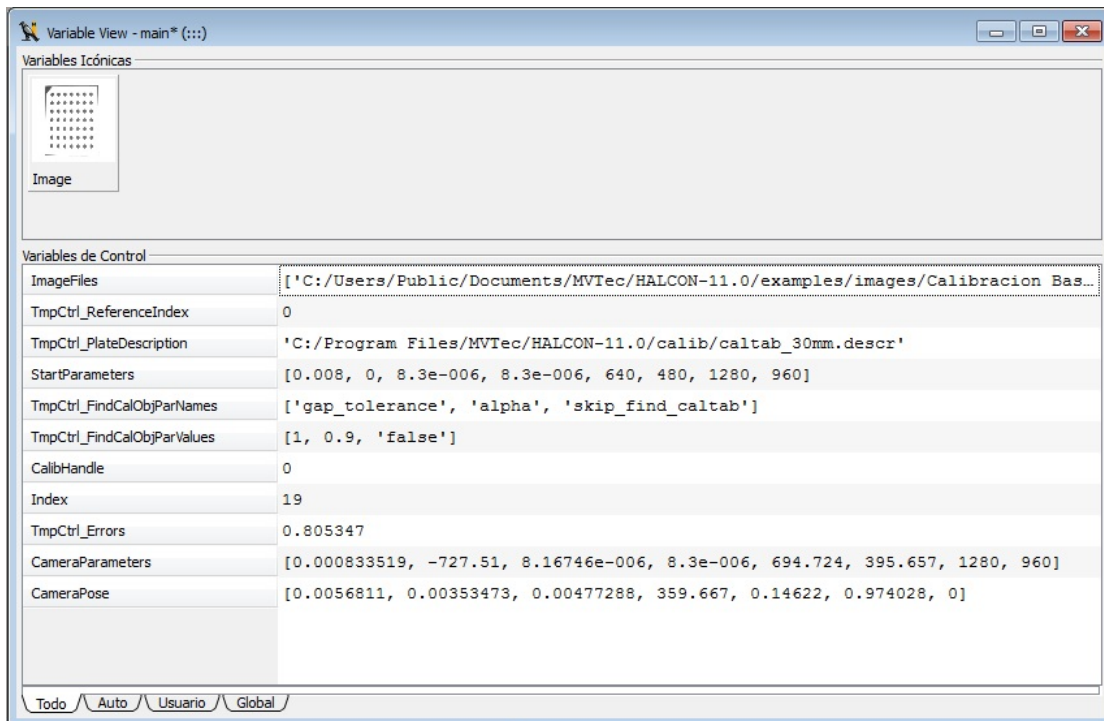 Variable View - main* (:::)
Variables Icónicas
Image
Variables de Control
ImageFiles ['C:/Users/Public/Documents/MVTec/HALCON-11.0/examples/images/Calibracion Bas...
TmpCtrl_ReferenceIndex 0
TmpCtrl_PlateDescription 'C:/Program Files/MVTec/HALCON-11.0/calib/caltab_30mm.descr'
StartParameters [0.008, 0, 8.3e-006, 8.3e-006, 640, 480, 1280, 960]
TmpCtrl_FindCalObjParNames ['gap_tolerance', 'alpha', 'skip_find_caltab']
TmpCtrl_FindCalObjParValues [1, 0.9, 'false']
CalibHandle 0
Index 19
TmpCtrl_Errors 0.805347
CameraParameters [0.000833519, -727.51, 8.16746e-006, 8.3e-006, 694.724, 395.657, 1280, 960]
CameraPose [0.0056811, 0.00353473, 0.00477288, 359.667, 0.14622, 0.974028, 0]
Todo Auto Usuario Global